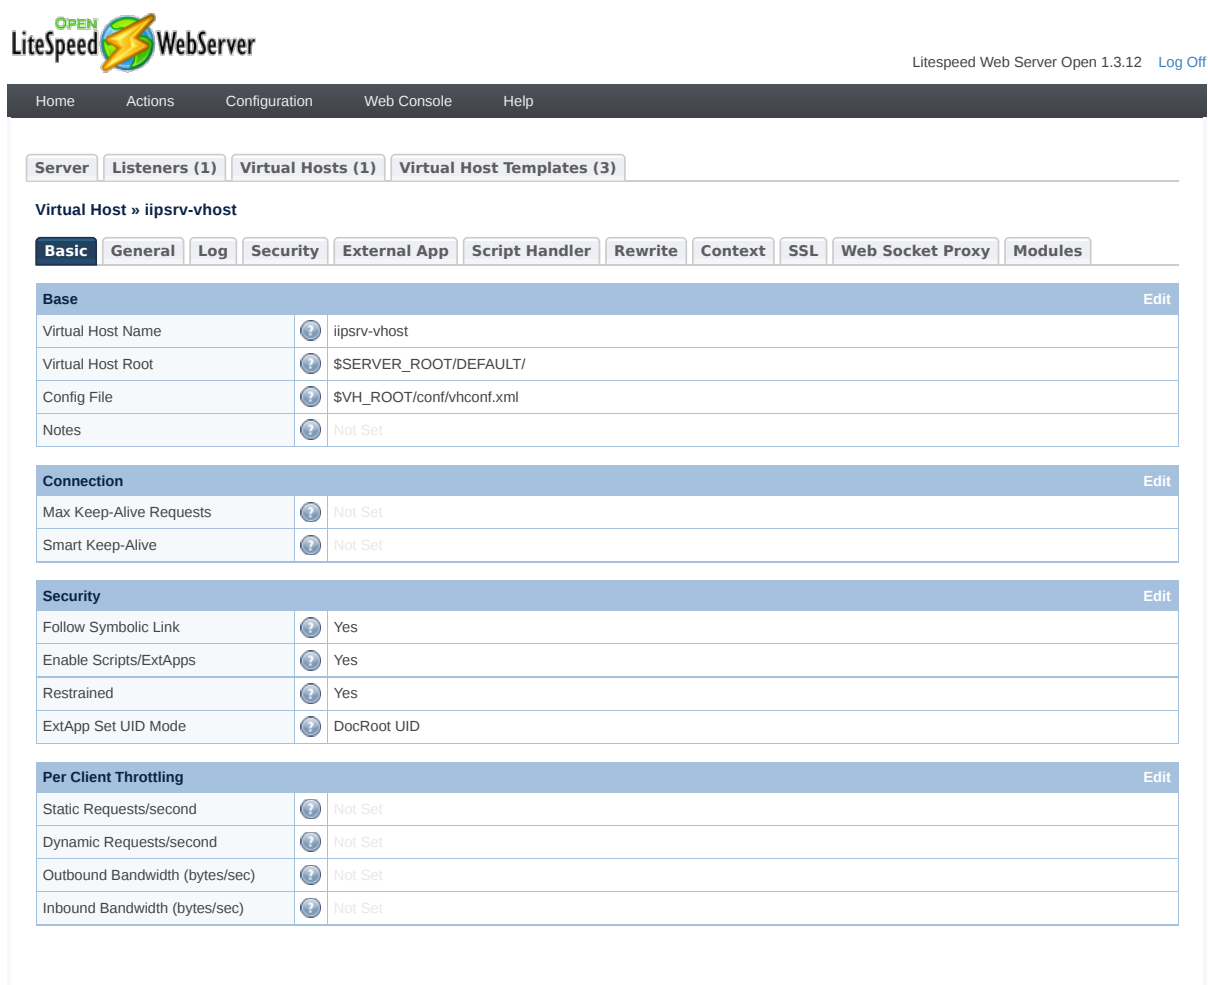 OPEN
LiteSpeed WebServer
Litespeed Web Server Open 1.3.12 Log Off
Home Actions Configuration Web Console Help
Server Listeners (1) Virtual Hosts (1) Virtual Host Templates (3)
Virtual Host » iipsrv-vhost
Basic General Log Security External App Script Handler Rewrite Context SSL Web Socket Proxy Modules
Base Edit
Virtual Host Name ? iipsrv-vhost
Virtual Host Root ? $SERVER_ROOT/DEFAULT/
Config File ? $VH_ROOT/conf/vhconf.xml
Notes ? Not Set
Connection Edit
Max Keep-Alive Requests ? Not Set
Smart Keep-Alive ? Not Set
Security Edit
Follow Symbolic Link ? Yes
Enable Scripts/ExtApps ? Yes
Restrained ? Yes
ExtApp Set UID Mode ? DocRoot UID
Per Client Throttling Edit
Static Requests/second ? Not Set
Dynamic Requests/second ? Not Set
Outbound Bandwidth (bytes/sec) ? Not Set
Inbound Bandwidth (bytes/sec) ? Not Set